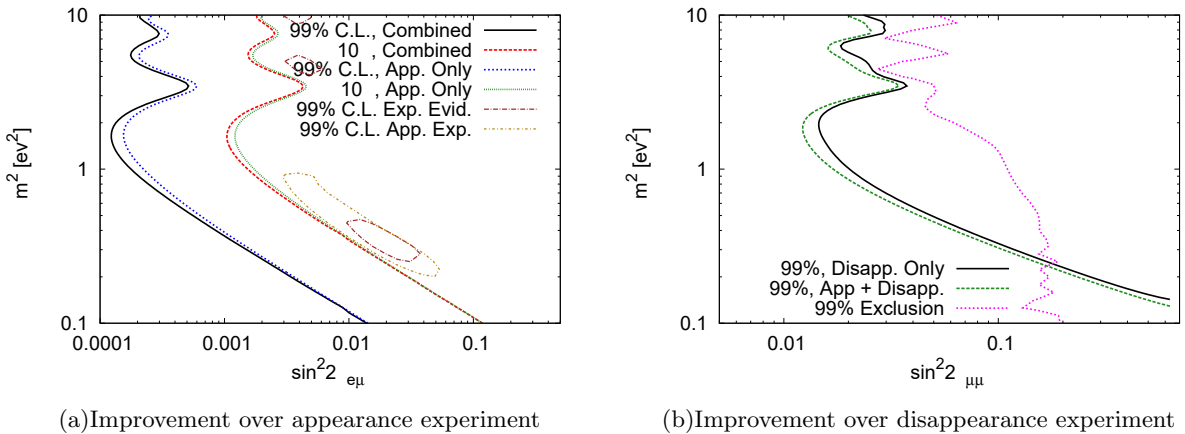 99% C.L., Combined
10  , Combined
99% C.L., App. Only
10  , App. Only
99% C.L. Exp. Evid.
99% C.L. App. Exp.
10
1
0.1
m² [ev²]
0.0001 0.001 0.01 0.1
sin²2 eμ
(a)Improvement over appearance experiment
10
1
0.1
m² [ev²]
99%, Disapp. Only
99%, App + Disapp.
99% Exclusion
0.01 0.1
sin²2 μμ
(b)Improvement over disappearance experiment